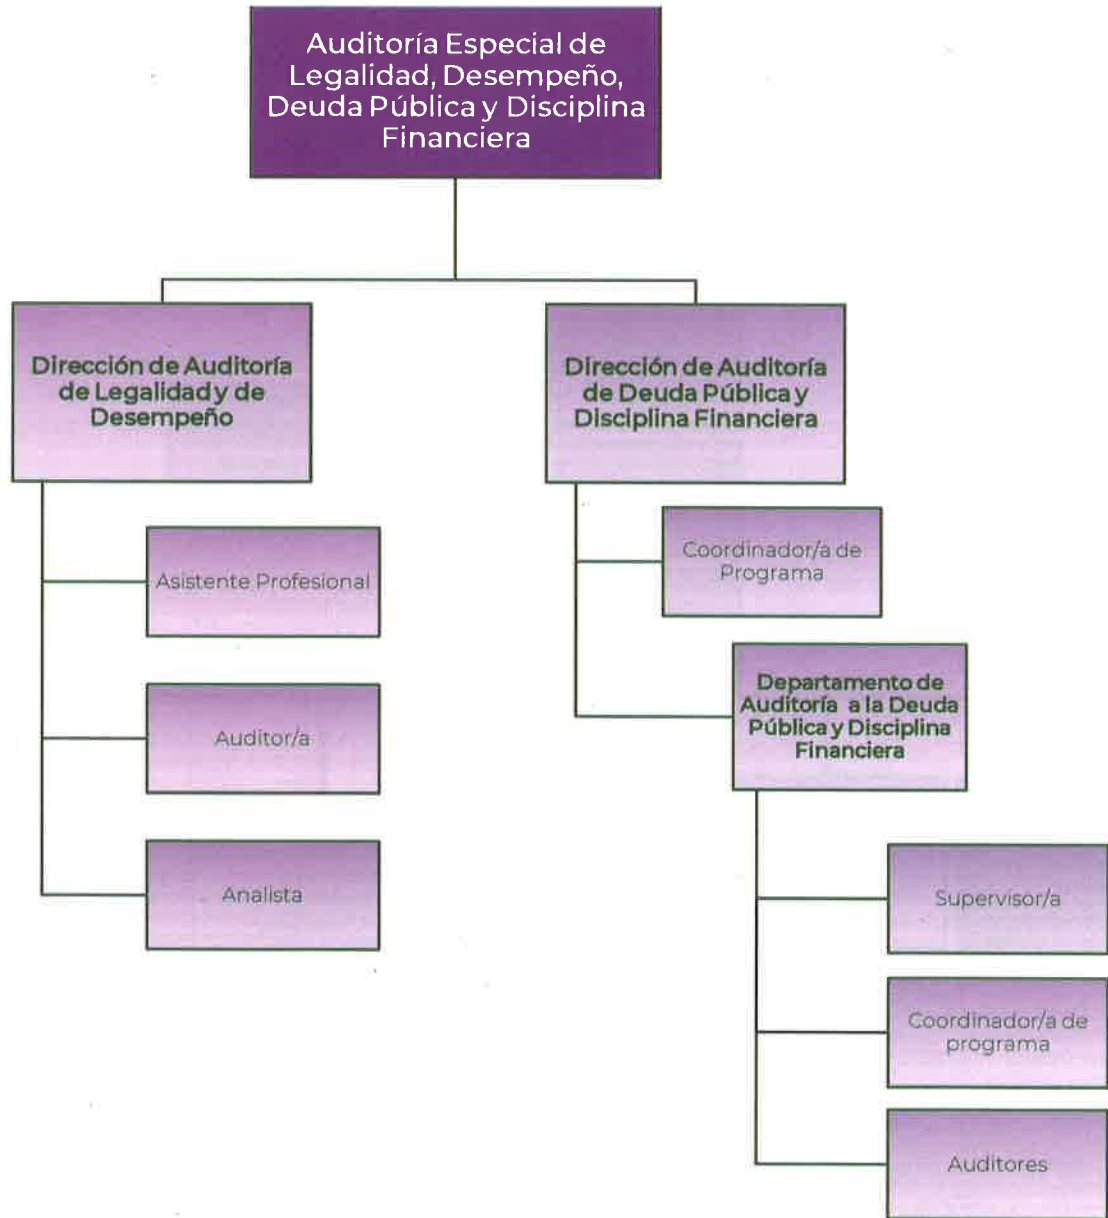 Auditoría Especial de
Legalidad, Desempeño,
Deuda Pública y Disciplina
Financiera
Dirección de Auditoría
de Legalidad y de
Desempeño
Asistente Profesional
Auditor/a
Analista
Dirección de Auditoría
de Deuda Pública y
Disciplina Financiera
Coordinador/a de
Programa
Departamento de
Auditoría a la Deuda
Pública y Disciplina
Financiera
Supervisor/a
Coordinador/a de
programa
Auditores